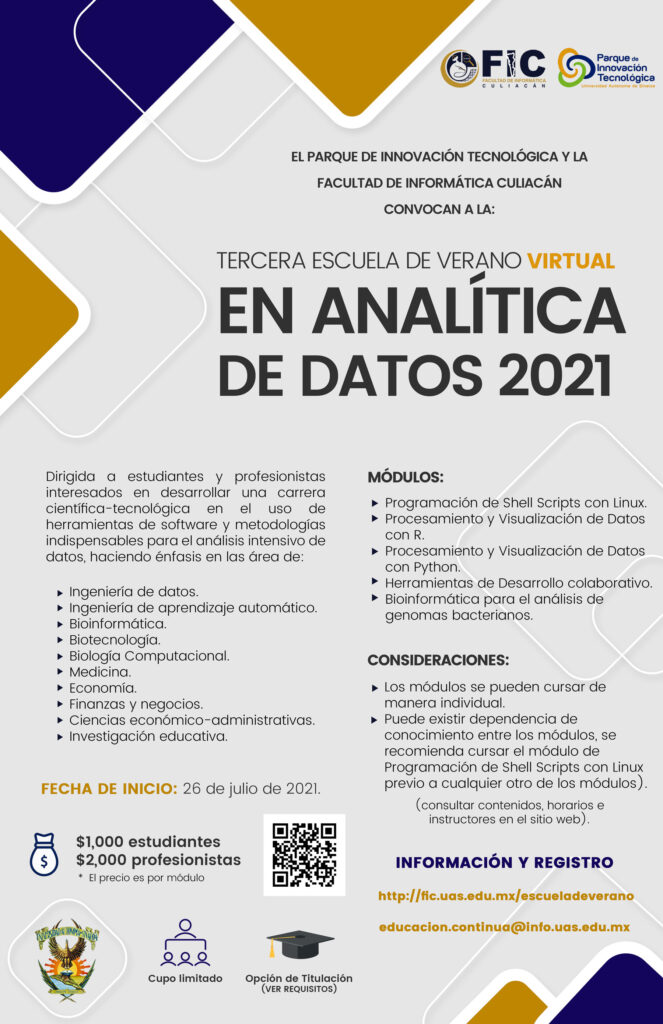 FIC
FACULTAD DE INFORMÁTICA
CULIACÁN
Parque de
Innovación
Tecnológica
Universidad Autónoma de Sinaloa
EL PARQUE DE INNOVACIÓN TECNOLÓGICA Y LA
FACULTAD DE INFORMÁTICA CULIACÁN
CONVOCAN A LA:
TERCERA ESCUELA DE VERANO VIRTUAL
EN ANALÍTICA
DE DATOS 2021
Dirigida a estudiantes y profesionistas
interesados en desarrollar una carrera
científica-tecnológica en el uso de
herramientas de software y metodologías
indispensables para el análisis intensivo de
datos, haciendo énfasis en las área de:
Ingeniería de datos.
Ingeniería de aprendizaje automático.
Bioinformática.
Biotecnología.
Biología Computacional.
Medicina.
Economía.
Finanzas y negocios.
Ciencias económico-administrativas.
Investigación educativa.
FECHA DE INICIO: 26 de julio de 2021.
$1,000 estudiantes
$2,000 profesionistas
* El precio es por módulo
Cupo limitado
Opción de Titulación
(VER REQUISITOS)
MÓDULOS:
Programación de Shell Scripts con Linux.
Procesamiento y Visualización de Datos
con R.
Procesamiento y Visualización de Datos
con Python.
Herramientas de Desarrollo colaborativo.
Bioinformática para el análisis de
genomas bacterianos.
CONSIDERACIONES:
Los módulos se pueden cursar de
manera individual.
Puede existir dependencia de
conocimiento entre los módulos, se
recomienda cursar el módulo de
Programación de Shell Scripts con Linux
previo a cualquier otro de los módulos).
(consultar contenidos, horarios e
instructores en el sitio web).
INFORMACIÓN Y REGISTRO
http://fic.uas.edu.mx/escueladeverano
educacion.continua@info.uas.edu.mx